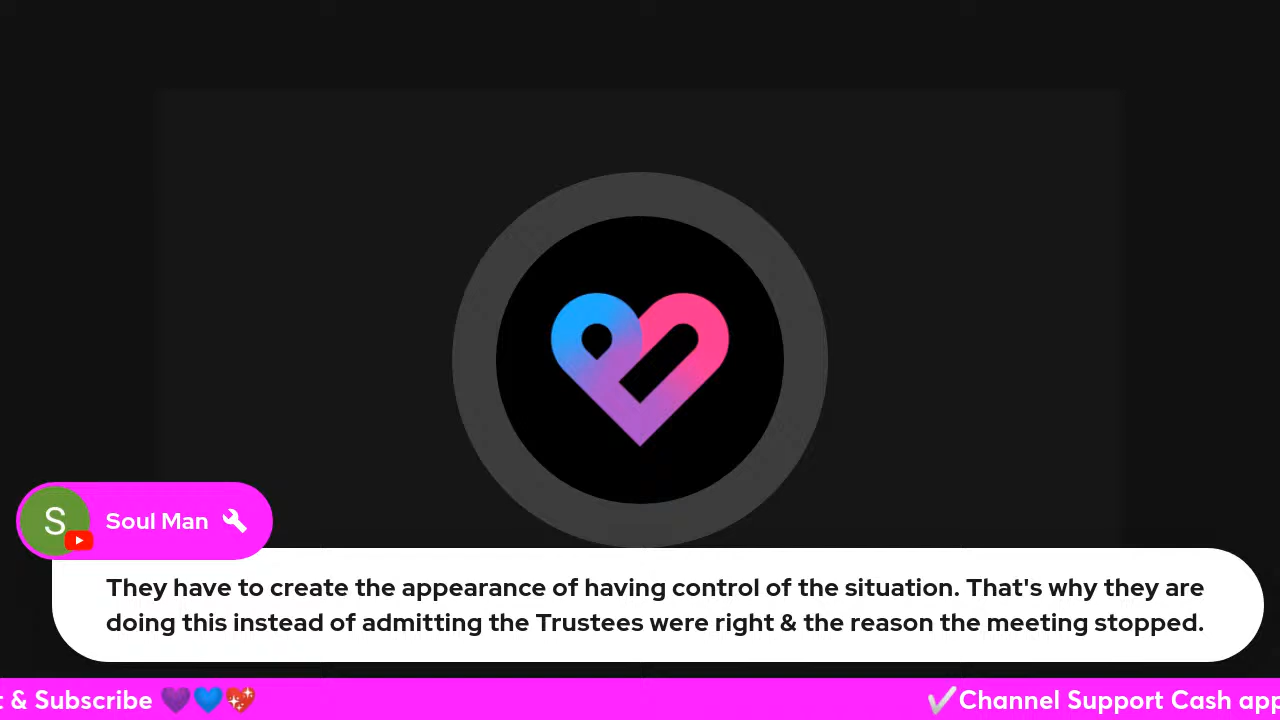 S
Soul Man
They have to create the appearance of having control of the situation. That's why they are
doing this instead of admitting the Trustees were right & the reason the meeting stopped.
& Subscribe 💜💙💖 ✔️Channel Support Cash app